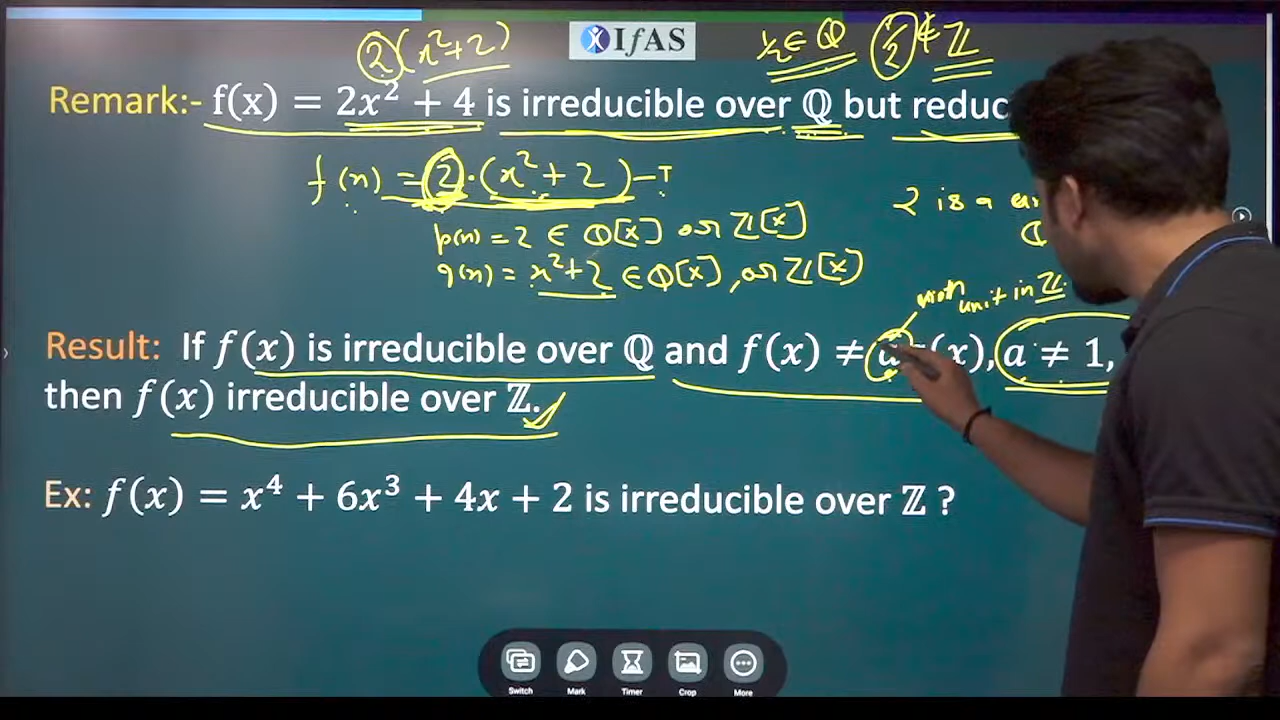 2(x²+2)
IfAS
½ ∈ ℚ
½ ∉ ℤ
Remark:- f(x) = 2x² + 4 is irreducible over ℚ but reduc
f(x) = 2·(x²+2) – I
2 is a
p(x) = 2 ∈ ℚ[x] or ℤ[x]
q(x) = x²+2 ∈ ℚ[x], or ℤ[x]
unit in ℤ.
Result: If f(x) is irreducible over ℚ and f(x) ≠ a (x), a ≠ 1,
then f(x) irreducible over ℤ.
Ex: f(x) = x⁴ + 6x³ + 4x + 2 is irreducible over ℤ ?
Switch
Mark
Timer
Crop
More